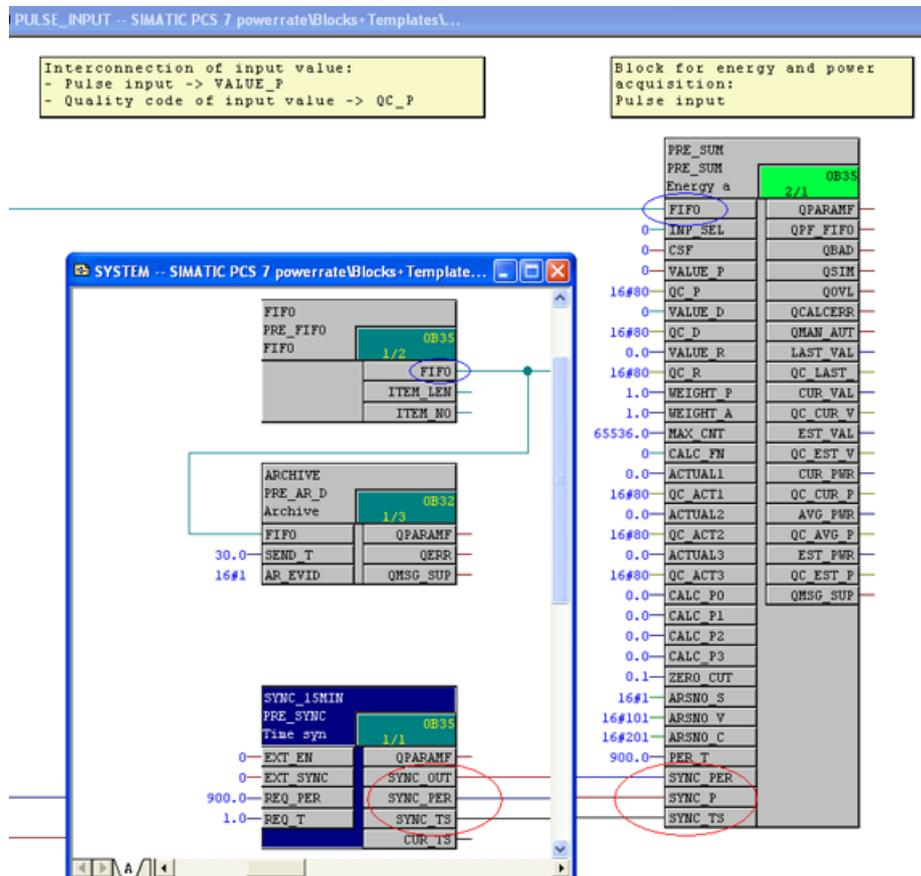 PULSE_INPUT -- SIMATIC PCS 7 powerrate\Blocks+Templates\...
Interconnection of input value:
- Pulse input -> VALUE_P
- Quality code of input value -> QC_P
Block for energy and power
acquisition:
Pulse input
PRE_SUM
PRE_SUM
Energy a
OB35
2/1
FIFO QPARAMF
0 INP_SEL QPF_FIFO
0 CSF QBAD
0 VALUE_P QSIM
16#80 QC_P QOVL
0 VALUE_D QCALCERR
16#80 QC_D QMAN_AUT
0.0 VALUE_R LAST_VAL
16#80 QC_R QC_LAST_
1.0 WEIGHT_P CUR_VAL
1.0 WEIGHT_A QC_CUR_V
65536.0 MAX_CNT EST_VAL
0 CALC_FN QC_EST_V
0.0 ACTUAL1 CUR_PWR
16#80 QC_ACT1 QC_CUR_P
0.0 ACTUAL2 AVG_PWR
16#80 QC_ACT2 QC_AVG_P
0.0 ACTUAL3 EST_PWR
16#80 QC_ACT3 QC_EST_P
0.0 CALC_P0 QMSG_SUP
0.0 CALC_P1
0.0 CALC_P2
0.0 CALC_P3
0.1 ZERO_CUT
16#1 ARSNO_S
16#101 ARSNO_V
16#201 ARSNO_C
900.0 PER_T
SYNC_PER
SYNC_P
SYNC_TS
SYSTEM -- SIMATIC PCS 7 powerrate\Blocks+Template...
FIFO
PRE_FIFO
FIFO
OB35
1/2
FIFO
ITEM_LEN
ITEM_NO
ARCHIVE
PRE_AR_D
Archive
OB32
1/3
FIFO QPARAMF
30.0 SEND_T QERR
16#1 AR_EVID QMSG_SUP
SYNC_15MIN
PRE_SYNC
Time syn
OB35
1/1
0 EXT_EN QPARAMF
0 EXT_SYNC SYNC_OUT
900.0 REQ_PER SYNC_PER
1.0 REQ_T SYNC_TS
CUR_TS
A